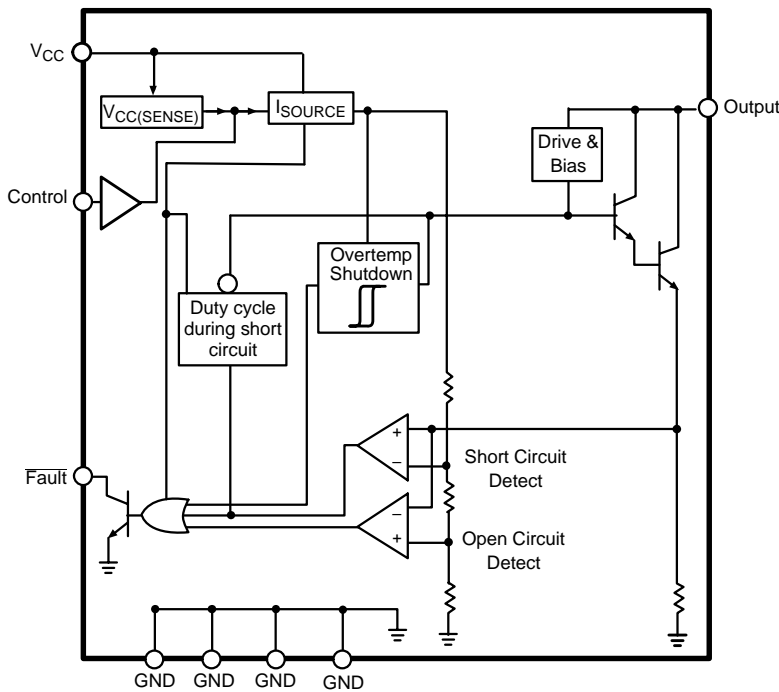 VCC
VCC(SENSE)
ISOURCE
Output
Drive &
Bias
Control
Overtemp
Shutdown
Duty cycle
during short
circuit
+
−
Short Circuit
Detect
Fault
−
+
Open Circuit
Detect
GND
GND
GND
GND